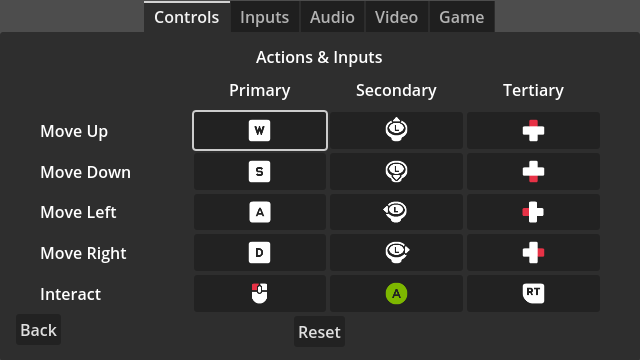 Controls Inputs Audio Video Game
Actions & Inputs
Primary Secondary Tertiary
Move Up W L
Move Down S L
Move Left A L
Move Right D L
Interact A RT
Back Reset